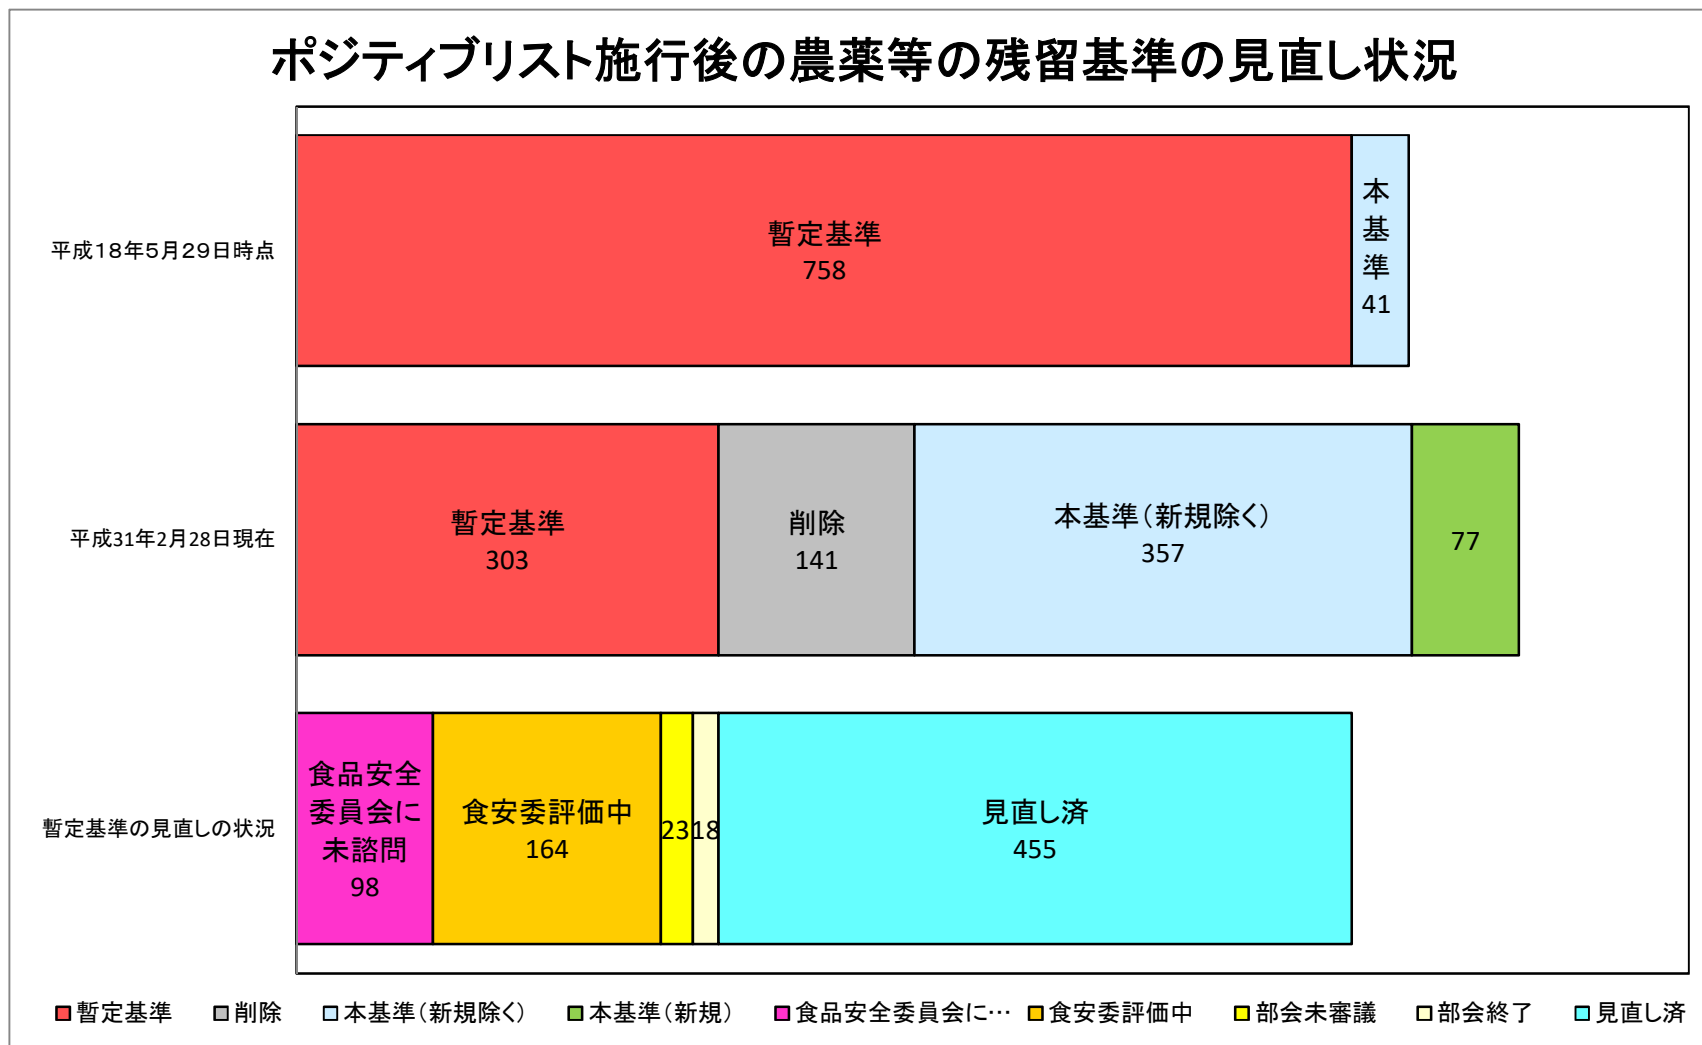 ポジティブリスト施行後の農薬等の残留基準の見直し状況
平成18年5月29日時点
暫定基準
758
本
基
準
41
平成31年2月28日現在
暫定基準
303
削除
141
本基準(新規除く)
357
77
暫定基準の見直しの状況
食品安全
委員会に
未諮問
98
食安委評価中
164
23
18
見直し済
455
暫定基準 削除 本基準(新規除く) 本基準(新規) 食品安全委員会に… 食安委評価中 部会未審議 部会終了 見直し済